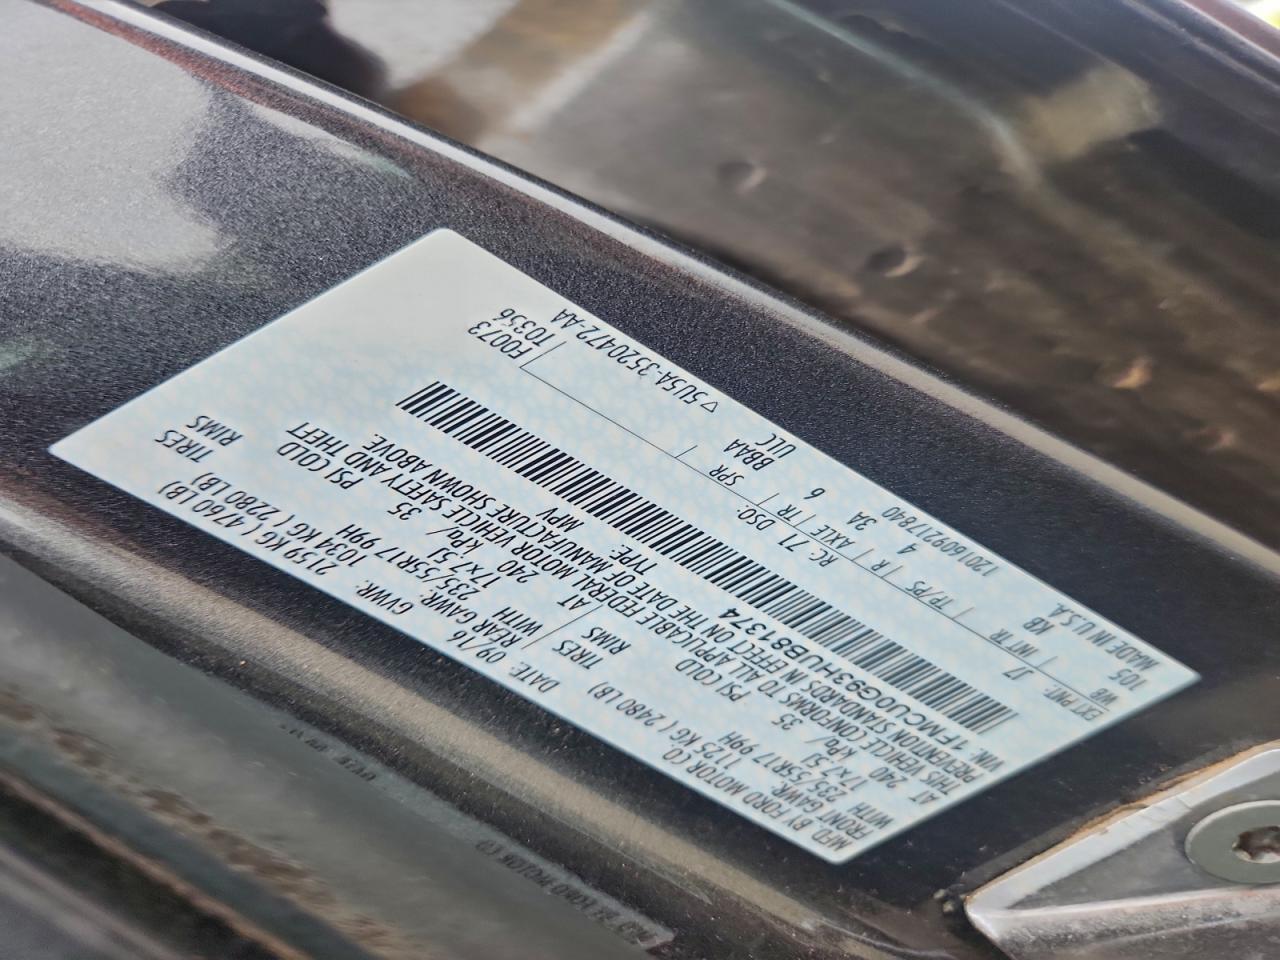 MFD. BY FORD MOTOR CO.
DATE: 09/16 GVWR: 2159 KG ( 4760 LB)
FRONT GAWR: 1125 KG ( 2480 LB) REAR GAWR: 1034 KG ( 2280 LB)
WITH 235/55R17 99H TIRES WITH 235/55R17 99H TIRES
17x7.5J RIMS 17x7.5J RIMS
AT 240 kPa/ 35 PSI COLD AT 240 kPa/ 35 PSI COLD
THIS VEHICLE CONFORMS TO ALL APPLICABLE FEDERAL MOTOR VEHICLE SAFETY AND THEFT
PREVENTION STANDARDS IN EFFECT ON THE DATE OF MANUFACTURE SHOWN ABOVE.
VIN: 1FMCU0G93HUB81374 TYPE: MPV
F0073
T0356
EXT PNT: J7 RC: 71 DSO:
WB INT TR TP/PS R AXLE TR SPR
105 KB 4 3A 6 BBAA
MADE IN U.S.A. 1201609217840 ULC
▽5U5A-3520472-AA